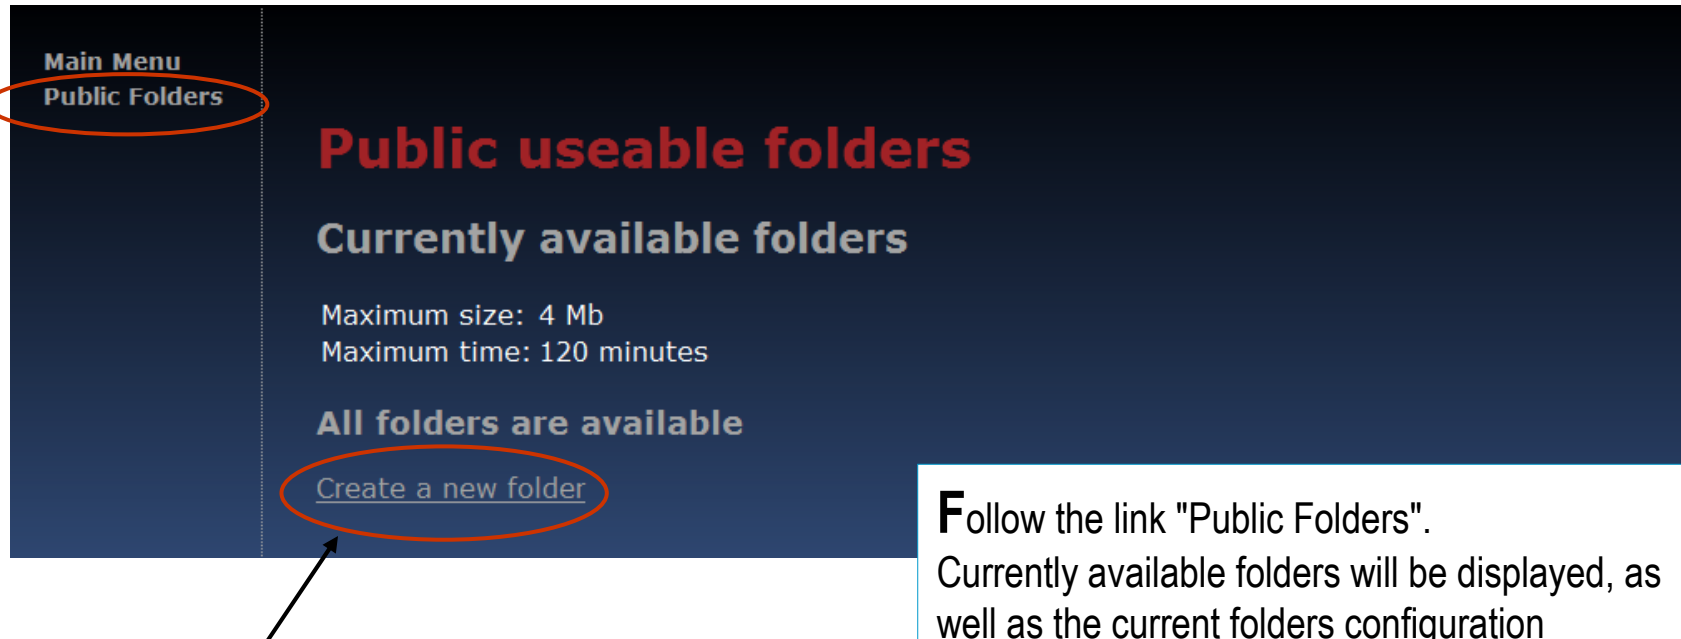 Main Menu
Public Folders
Public useable folders
Currently available folders
Maximum size: 4 Mb
Maximum time: 120 minutes
All folders are available
Create a new folder
Follow the link "Public Folders".
Currently available folders will be displayed, as
well as the current folders configuration